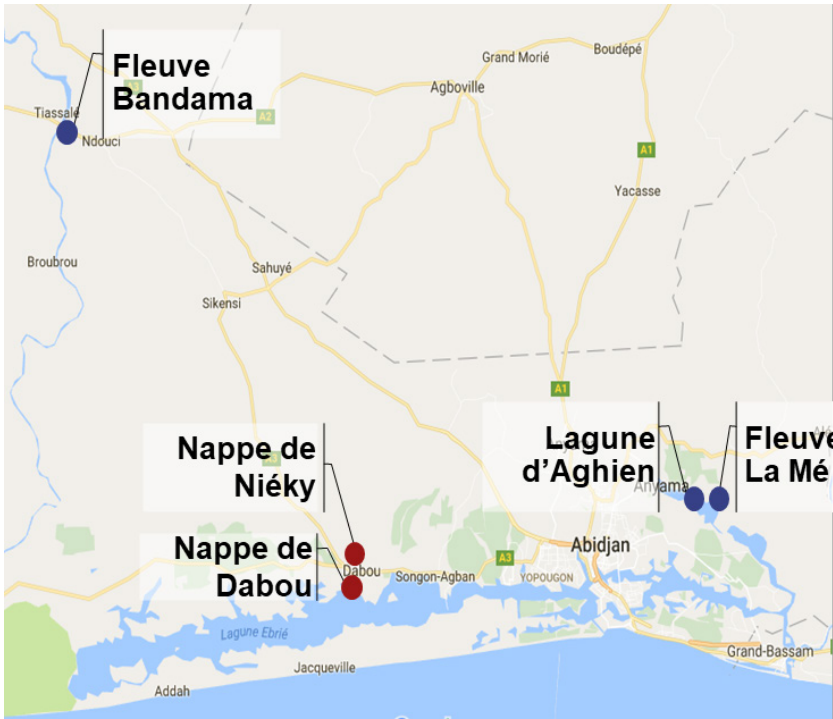 Fleuve
Bandama
Tiassalé
Ndouci
A2
Grand Morié
Boudépé
Agboville
A1
Yacasse
Broubrou
Sahuyé
Sikensi
A1
Nappe de
Niéky
Lagune
d'Aghien
Fleuve
La Mé
Anyama
A3
Nappe de
Dabou
Dabou
Songon-Agban
A3
Abidjan
YOPOUGON
Lagune Ebrié
Grand-Bassam
Jacqueville
Addah